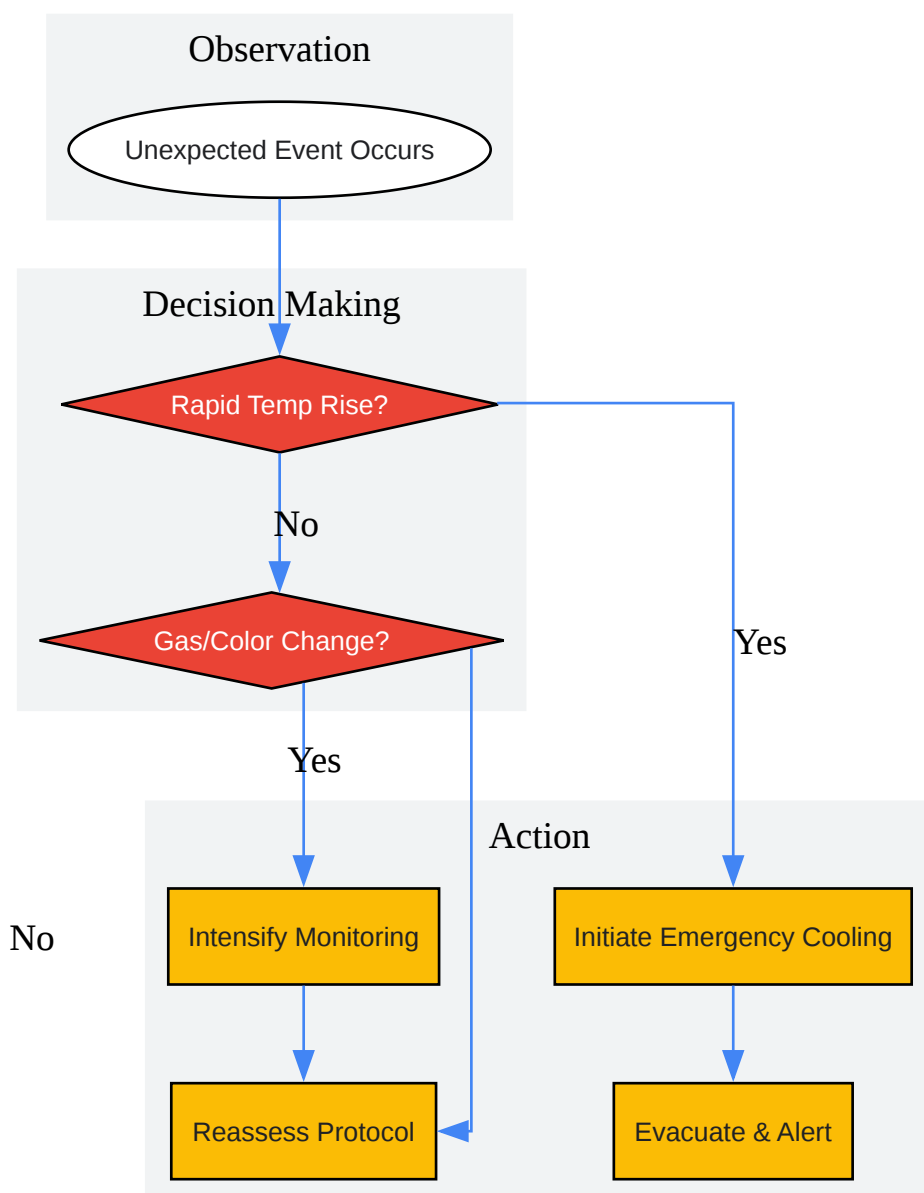 Observation
Unexpected Event Occurs
Decision Making
Rapid Temp Rise?
No
Gas/Color Change?
Yes
Yes
Action
Intensify Monitoring
Initiate Emergency Cooling
No
Reassess Protocol
Evacuate & Alert